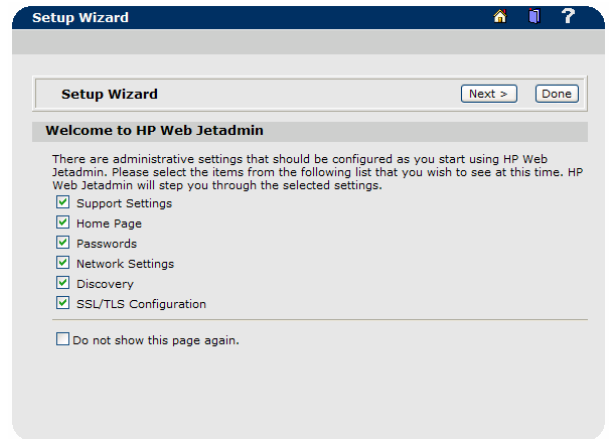 Setup Wizard
?
Setup Wizard
Next >
Done
Welcome to HP Web Jetadmin
There are administrative settings that should be configured as you start using HP Web
Jetadmin. Please select the items from the following list that you wish to see at this time. HP
Web Jetadmin will step you through the selected settings.
Support Settings
Home Page
Passwords
Network Settings
Discovery
SSL/TLS Configuration
Do not show this page again.